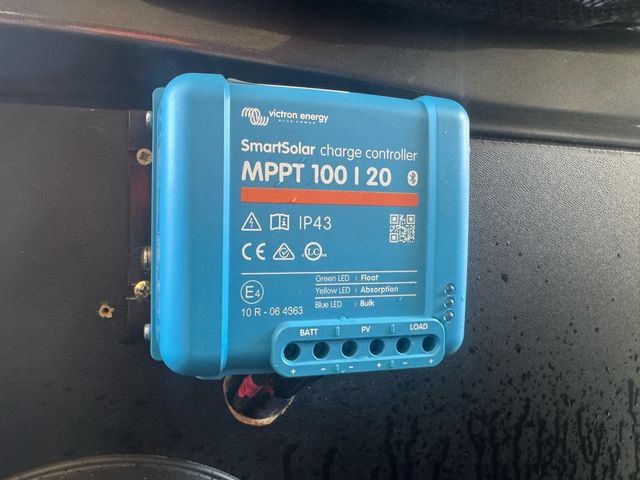 victron energy
BLUE POWER
SmartSolar charge controller
MPPT 100 | 20
IP43
CE
LC
Green LED : Float
Yellow LED : Absorption
Blue LED : Bulk
E4
10 R - 06 4363
BATT PV LOAD
+ - - + - +